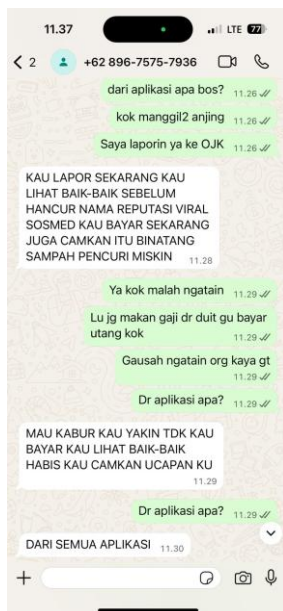 11.37
LTE 77
2 +62 896-7575-7936
dari aplikasi apa bos? 11.26
kok manggil2 anjing 11.26
Saya laporin ya ke OJK 11.26
KAU LAPOR SEKARANG KAU
LIHAT BAIK-BAIK SEBELUM
HANCUR NAMA REPUTASI VIRAL
SOSMED KAU BAYAR SEKARANG
JUGA CAMKAN ITU BINATANG
SAMPAH PENCURI MISKIN 11.28
Ya kok malah ngatain 11.29
Lu jg makan gaji dr duit gu bayar
utang kok
11.29
Gausah ngatain org kaya gt
11.29
Dr aplikasi apa? 11.29
MAU KABUR KAU YAKIN TDK KAU
BAYAR KAU LIHAT BAIK-BAIK
HABIS KAU CAMKAN UCAPAN KU
11.29
Dr aplikasi apa? 11.29
DARI SEMUA APLIKASI 11.30